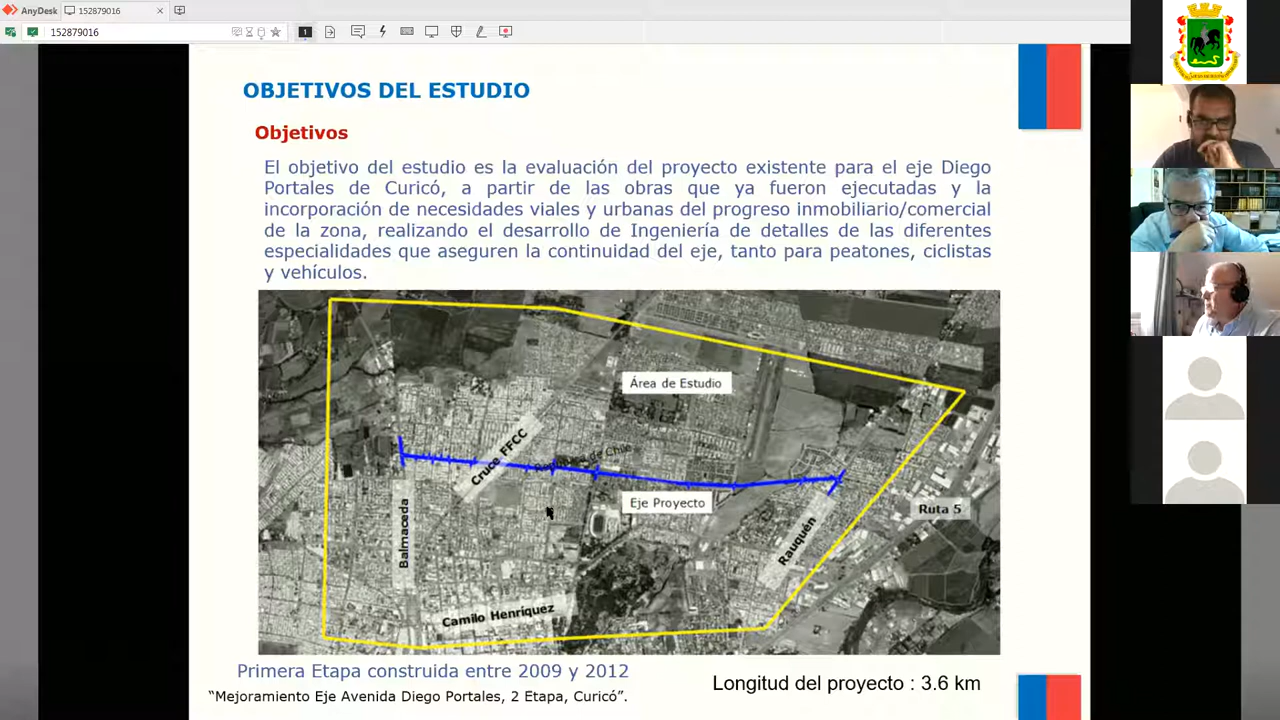 AnyDesk
152879016
152879016
1
OBJETIVOS DEL ESTUDIO
Objetivos
El objetivo del estudio es la evaluación del proyecto existente para el eje Diego
Portales de Curicó, a partir de las obras que ya fueron ejecutadas y la
incorporación de necesidades viales y urbanas del progreso inmobiliario/comercial
de la zona, realizando el desarrollo de Ingeniería de detalles de las diferentes
especialidades que aseguren la continuidad del eje, tanto para peatones, ciclistas
y vehículos.
Área de Estudio
Cruce FFCC
República de Chile
Eje Proyecto
Ruta 5
Balmaceda
Rauquén
Camilo Henríquez
Primera Etapa construida entre 2009 y 2012
Longitud del proyecto : 3.6 km
“Mejoramiento Eje Avenida Diego Portales, 2 Etapa, Curicó”.